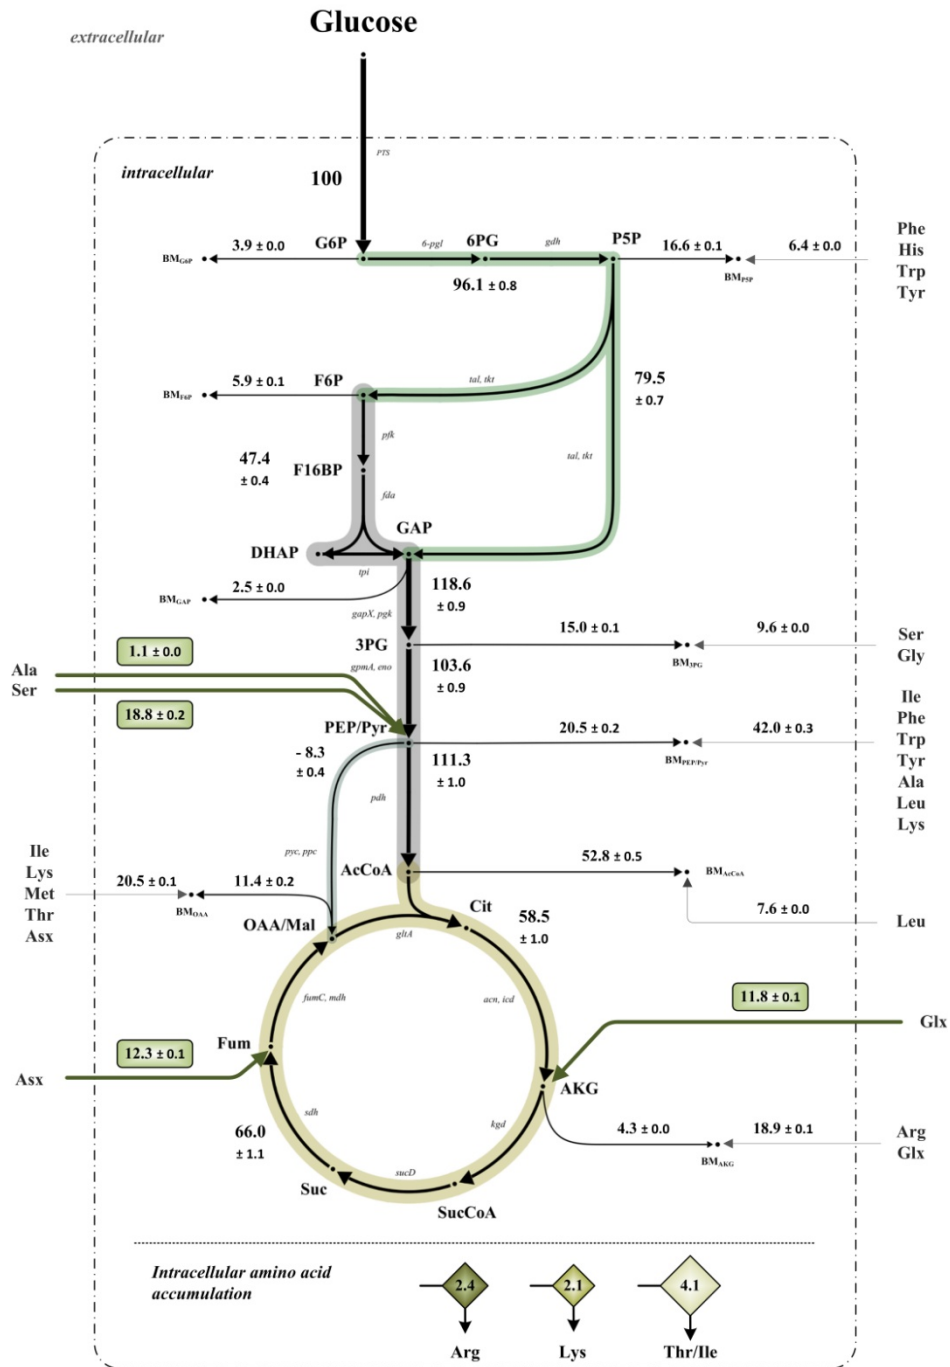 Glucose
extracellular
PTS
intracellular
100
G6P
6-pgl
6PG
gdh
P5P
3.9 ± 0.0
16.6 ± 0.1
6.4 ± 0.0
BMG6P
BMP5P
96.1 ± 0.8
Phe
His
Trp
Tyr
F6P
5.9 ± 0.1
BMF6P
tal, tkt
79.5
± 0.7
pfk
47.4
± 0.4
F16BP
tal, tkt
fda
GAP
DHAP
tpi
2.5 ± 0.0
BMGAP
118.6
± 0.9
gapX, pgk
3PG
15.0 ± 0.1
9.6 ± 0.0
BM3PG
Ser
Gly
1.1 ± 0.0
gpmA, eno
103.6
± 0.9
Ala
Ser
18.8 ± 0.2
PEP/Pyr
20.5 ± 0.2
42.0 ± 0.3
BMPEP/Pyr
Ile
Phe
Trp
Tyr
Ala
Leu
Lys
- 8.3
± 0.4
111.3
± 1.0
pdh
pyc, ppc
AcCoA
52.8 ± 0.5
BMAcCoA
Ile
Lys
Met
Thr
Asx
20.5 ± 0.1
11.4 ± 0.2
BMOAA
7.6 ± 0.0
Leu
OAA/Mal
Cit
gltA
58.5
± 1.0
fumC, mdh
acn, icd
11.8 ± 0.1
Glx
Fum
12.3 ± 0.1
Asx
AKG
sdh
kgd
66.0
± 1.1
4.3 ± 0.0
18.9 ± 0.1
BMAKG
Arg
Glx
sucD
Suc
SucCoA
Intracellular amino acid
accumulation
2.4
2.1
4.1
Arg
Lys
Thr/Ile